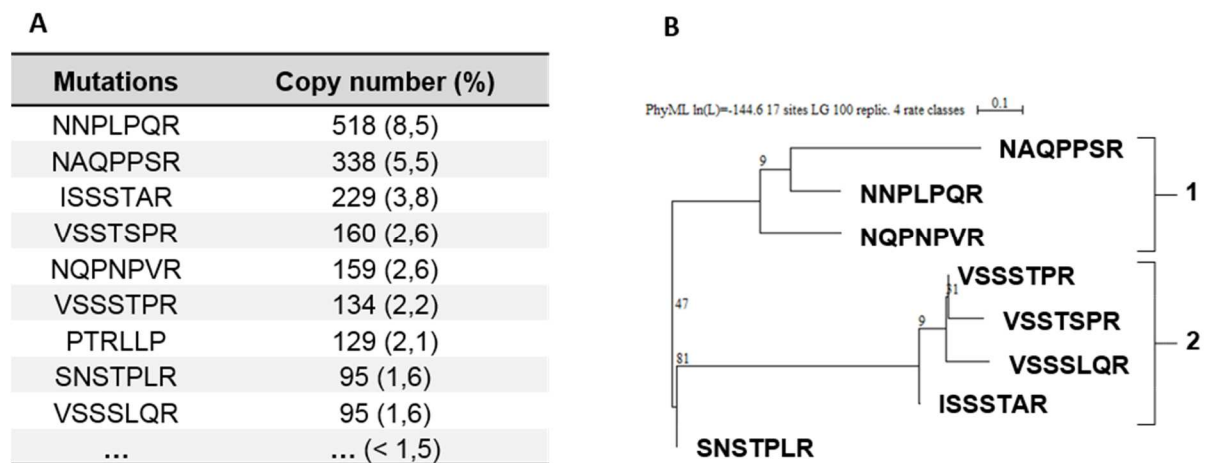 A
Mutations Copy number (%)
NNPLPQR 518 (8,5)
NAQPPSR 338 (5,5)
ISSSTAR 229 (3,8)
VSSTSPR 160 (2,6)
NQPNPVR 159 (2,6)
VSSSTPR 134 (2,2)
PTRLLP 129 (2,1)
SNSTPLR 95 (1,6)
VSSSLQR 95 (1,6)
... ... (< 1,5)
B
PhyML ln(L)=-144.6 17 sites LG 100 replic. 4 rate classes 0.1
NAQPPSR
9
NNPLPQR
1
NQPNPVR
VSSSTPR
31
47
VSSTSPR
9
2
81
VSSSLQR
ISSSTAR
SNSTPLR